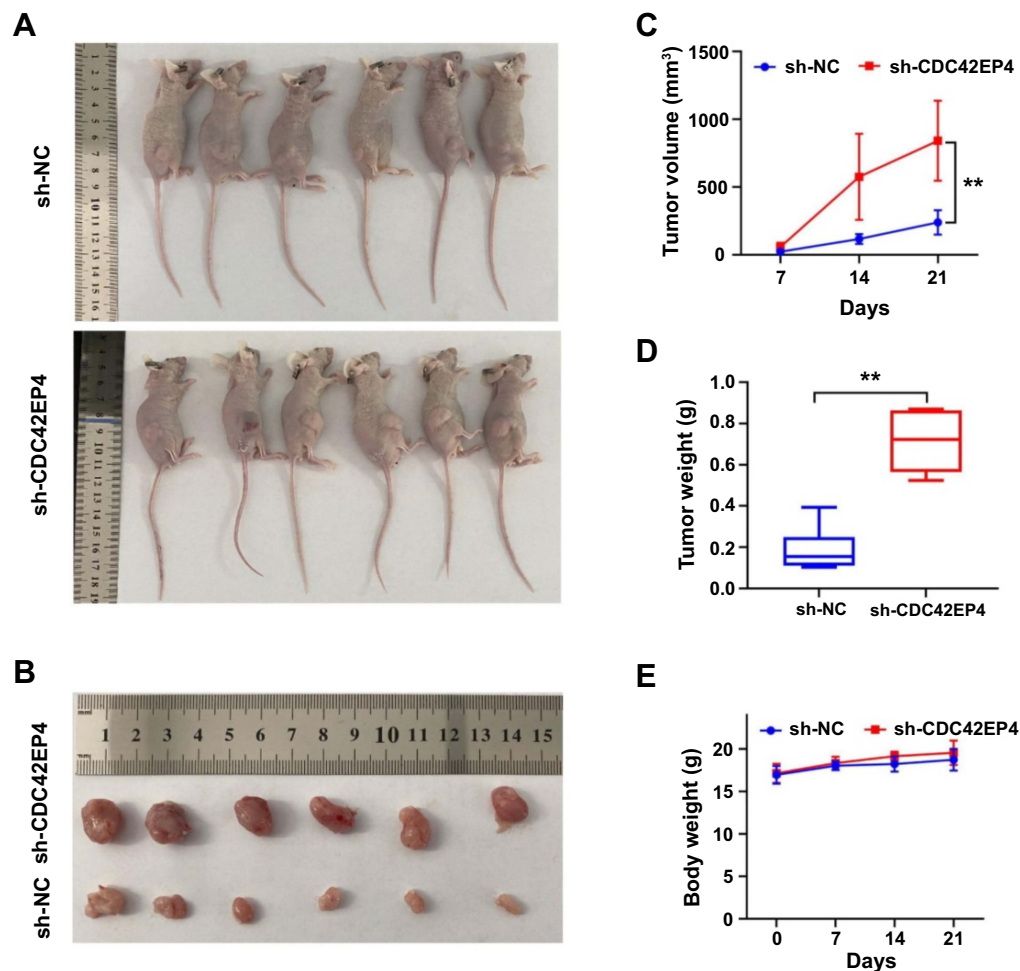 A
sh-NC
sh-CDC42EP4
B
sh-CDC42EP4
sh-NC
mm
1 2 3 4 5 6 7 8 9 10 11 12 13 14 15
C
sh-NC sh-CDC42EP4
Tumor volume (mm³)
1500
1000
500
0
**
7 14 21
Days
D
Tumor weight (g)
1.0
0.8
0.6
0.4
0.2
0.0
**
sh-NC sh-CDC42EP4
E
sh-NC sh-CDC42EP4
Body weight (g)
20
15
10
5
0
0 7 14 21
Days